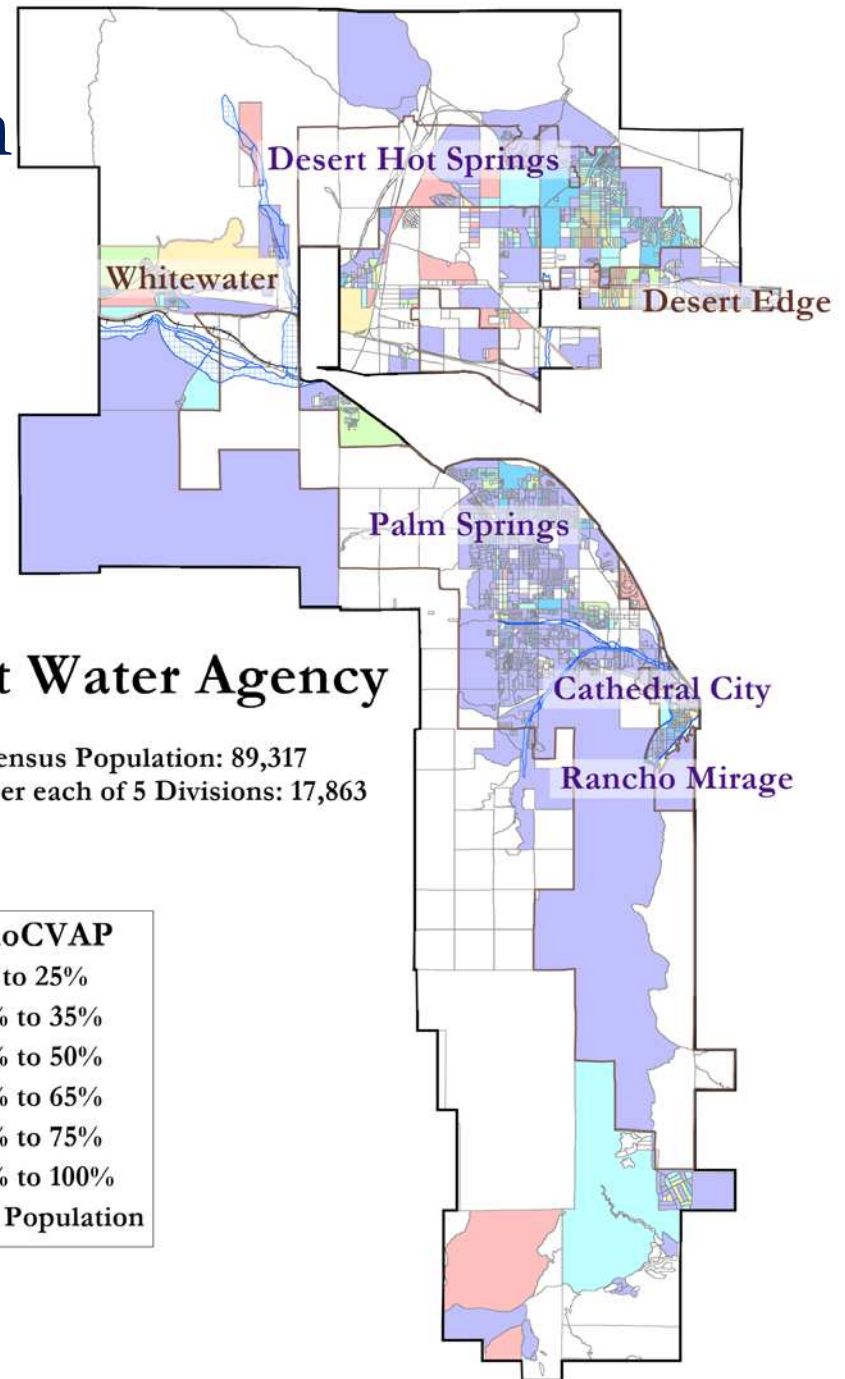 n
Desert Hot Springs
Whitewater
Desert Edge
Palm Springs
t Water Agency
Cathedral City
ensus Population: 89,317
er each of 5 Divisions: 17,863
Rancho Mirage
oCVAP
to 25%
% to 35%
% to 50%
% to 65%
% to 75%
% to 100%
Population